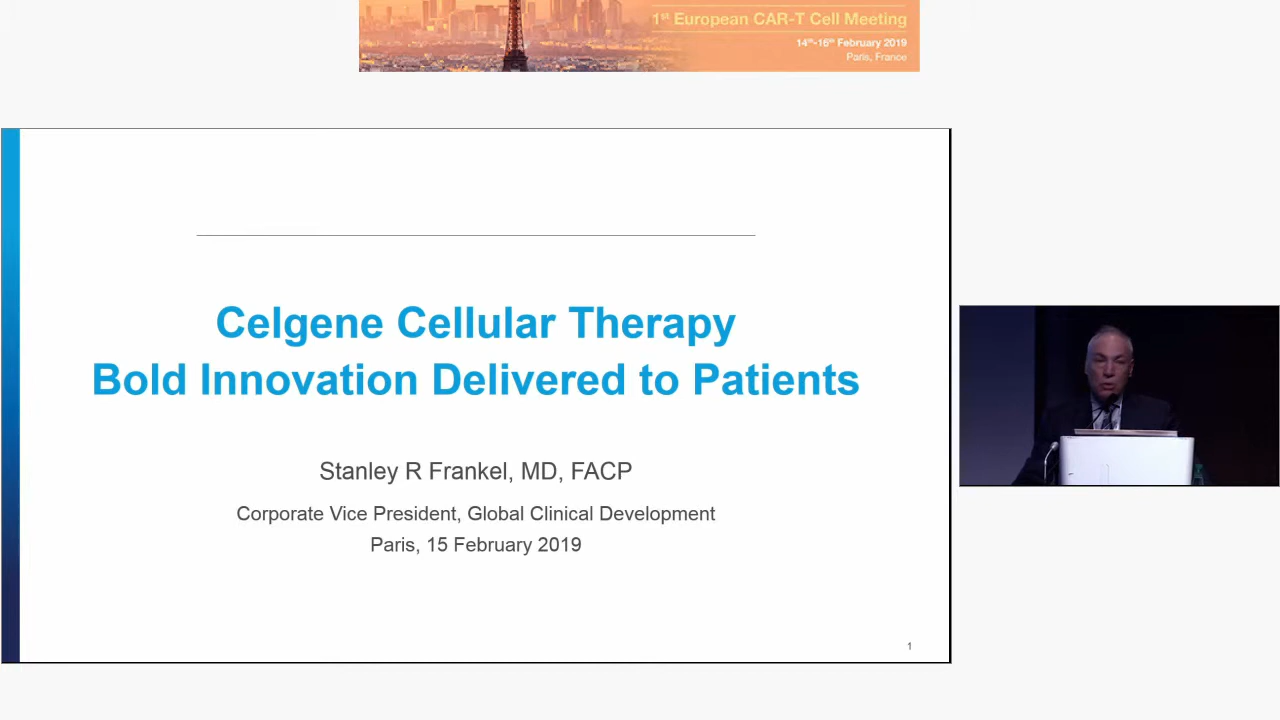 1st European CAR-T Cell Meeting
14th-16th February 2019
Paris, France
Celgene Cellular Therapy
Bold Innovation Delivered to Patients
Stanley R Frankel, MD, FACP
Corporate Vice President, Global Clinical Development
Paris, 15 February 2019
1